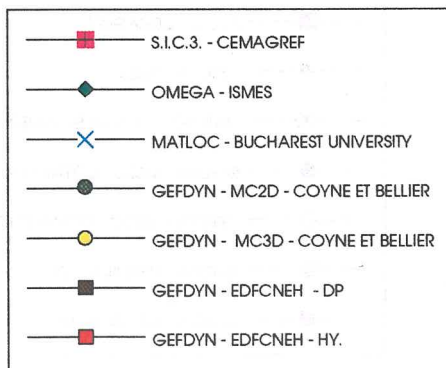 S.I.C.3. - CEMAGREF
OMEGA - ISMES
MATLOC - BUCHAREST UNIVERSITY
GEFDYN - MC2D - COYNE ET BELLIER
GEFDYN - MC3D - COYNE ET BELLIER
GEFDYN - EDFCNEH - DP
GEFDYN - EDFCNEH - HY.